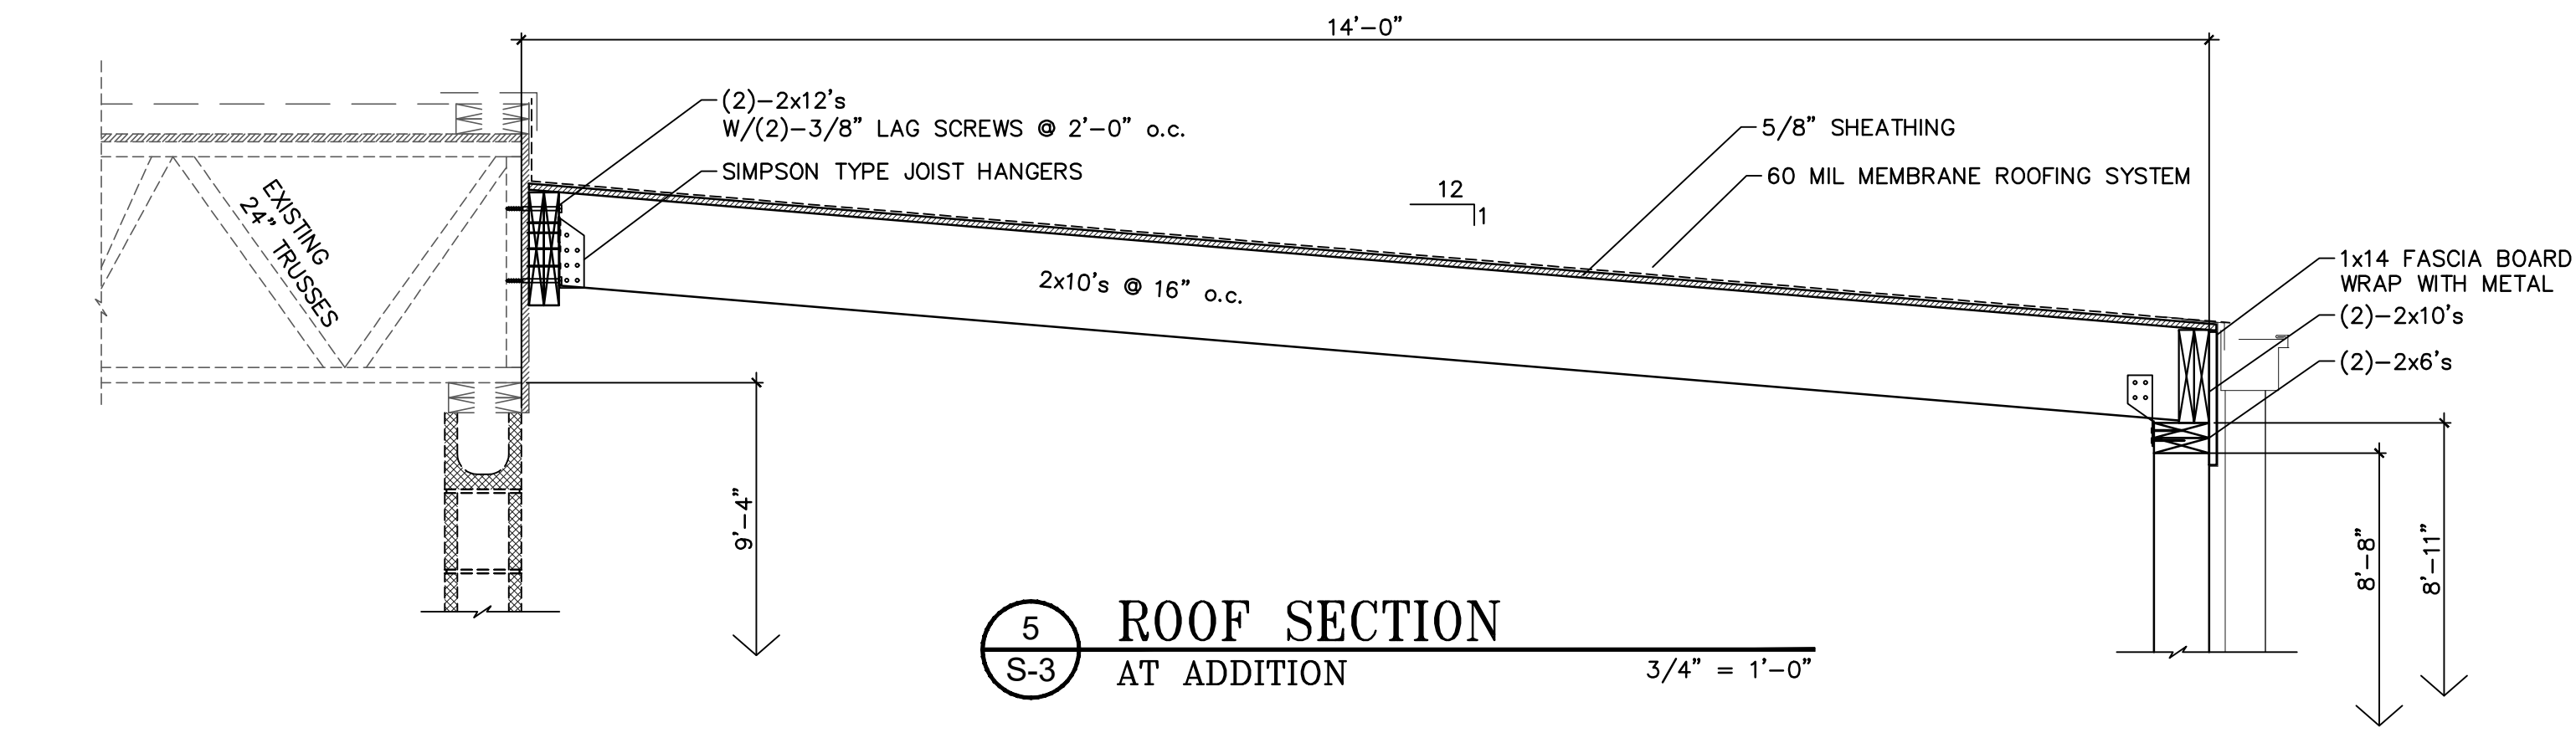 14'-0"
(2)-2x12's
W/(2)-3/8" LAG SCREWS @ 2'-0" o.c.
SIMPSON TYPE JOIST HANGERS
5/8" SHEATHING
60 MIL MEMBRANE ROOFING SYSTEM
12
1
EXISTING
24" TRUSSES
2x10's @ 16" o.c.
1x14 FASCIA BOARD
WRAP WITH METAL
(2)-2x10's
(2)-2x6's
9'-4"
8'-8"
8'-11"
5
S-3
ROOF SECTION
AT ADDITION
3/4" = 1'-0"